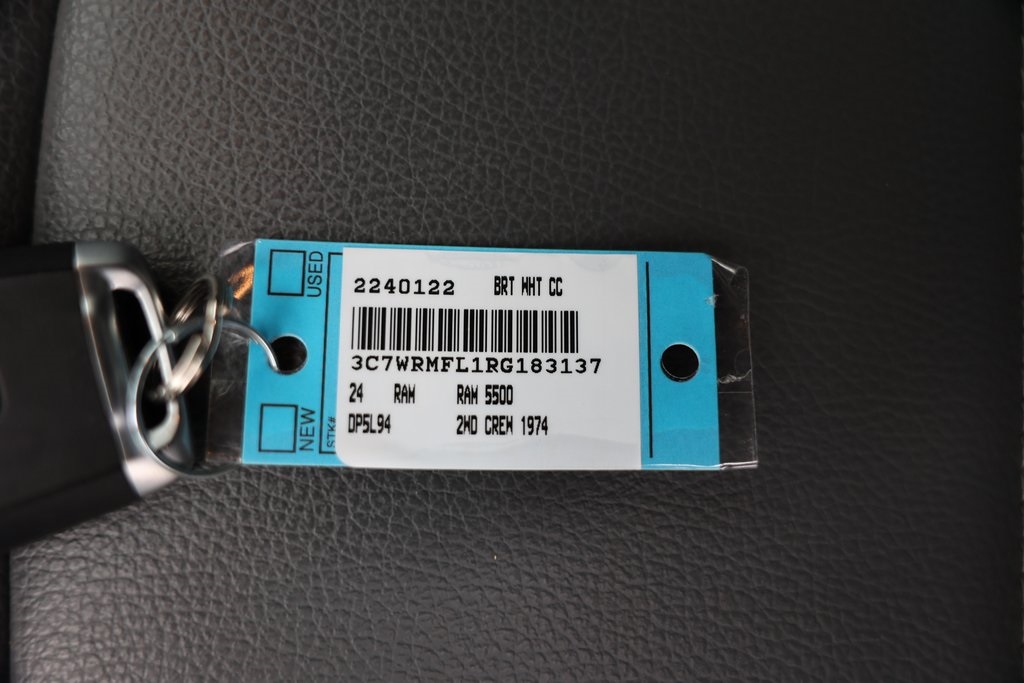 USED
NEW
STK#
2240122 BRT WHT CC
3C7WRMFL1RG183137
24 RAM RAM 5500
DP5L94 2WD CREW 1974